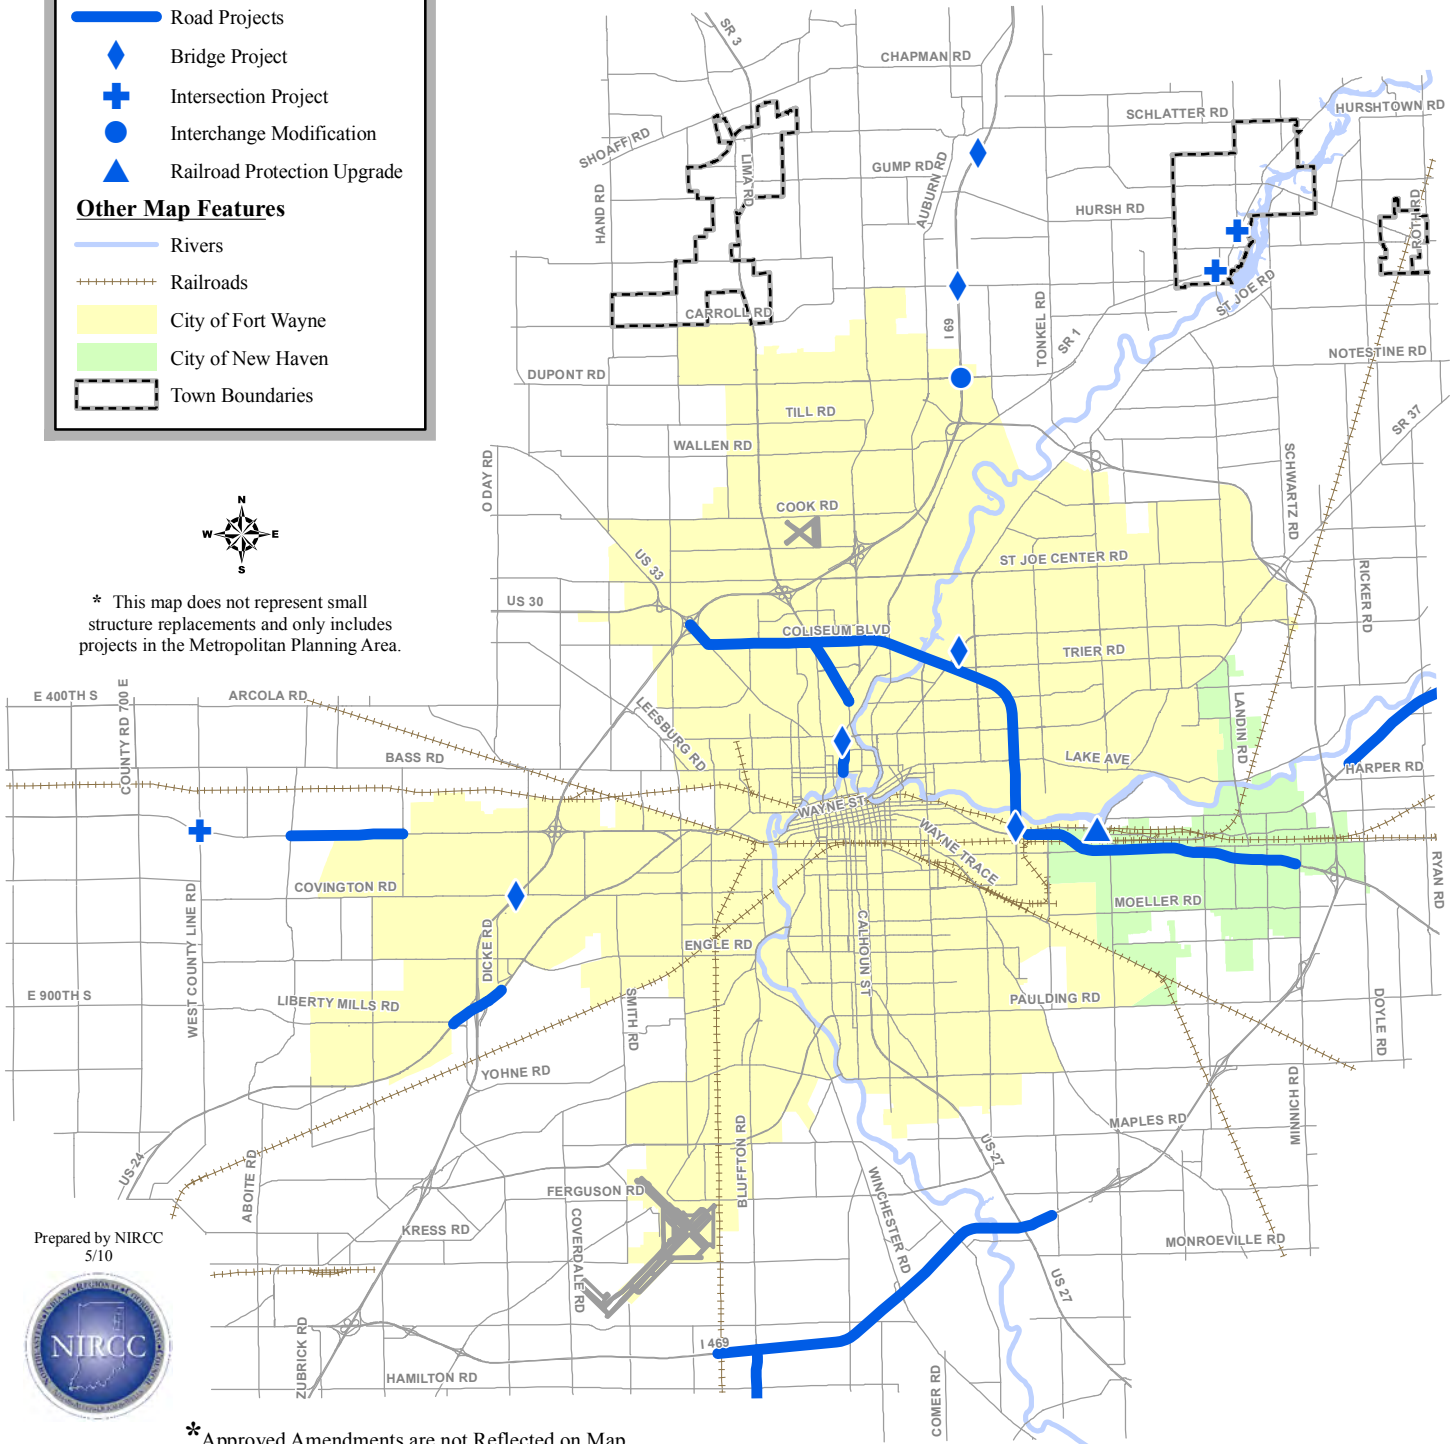 Road Projects
Bridge Project
Intersection Project
Interchange Modification
Railroad Protection Upgrade
Other Map Features
Rivers
Railroads
City of Fort Wayne
City of New Haven
Town Boundaries
N
W E
S
* This map does not represent small
structure replacements and only includes
projects in the Metropolitan Planning Area.
SR 3
CHAPMAN RD
SCHLATTER RD
HURSHTOWN RD
SHOAFF RD
LIMA RD
GUMP RD
AUBURN RD
HAND RD
HURSH RD
ROTH RD
ST JOE RD
CARROLL RD
I 69
TONKEL RD
SR 1
NOTESTINE RD
DUPONT RD
TILL RD
SR 37
WALLEN RD
O DAY RD
SCHWARTZ RD
COOK RD
US 33
ST JOE CENTER RD
RICKER RD
US 30
COLISEUM BLVD
TRIER RD
E 400TH S
COUNTY RD 700 E
ARCOLA RD
LEESBURG RD
LANDIN RD
BASS RD
LAKE AVE
HARPER RD
WAYNE ST
WAYNE TRACE
RYAN RD
COVINGTON RD
WEST COUNTY LINE RD
MOELLER RD
CALHOUN ST
DICKE RD
ENGLE RD
E 900TH S
LIBERTY MILLS RD
SMITH RD
PAULDING RD
DOYLE RD
YOHNE RD
MINNICH RD
MAPLES RD
BLUFFTON RD
US 27
US 24
ABOITE RD
WINCHESTER RD
FERGUSON RD
COVERDALE RD
KRESS RD
MONROEVILLE RD
US 27
Prepared by NIRCC
5/10
NIRCC
ZUBRICK RD
I 469
HAMILTON RD
COMER RD
*Approved Amendments are not Reflected on Map